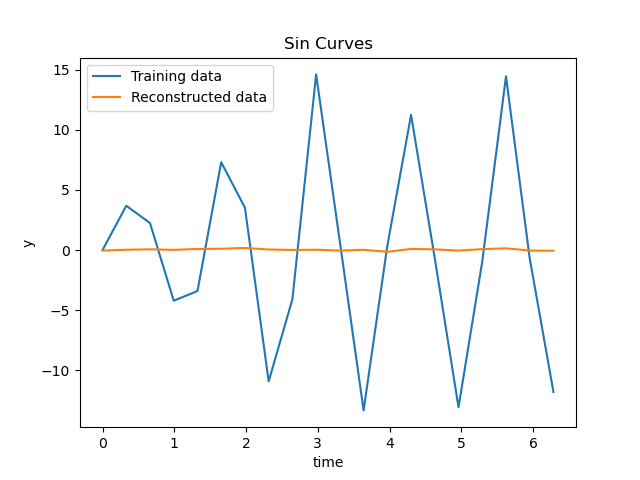 Sin Curves
Training data
Reconstructed data
15
10
5
0
−5
−10
y
0 1 2 3 4 5 6
time